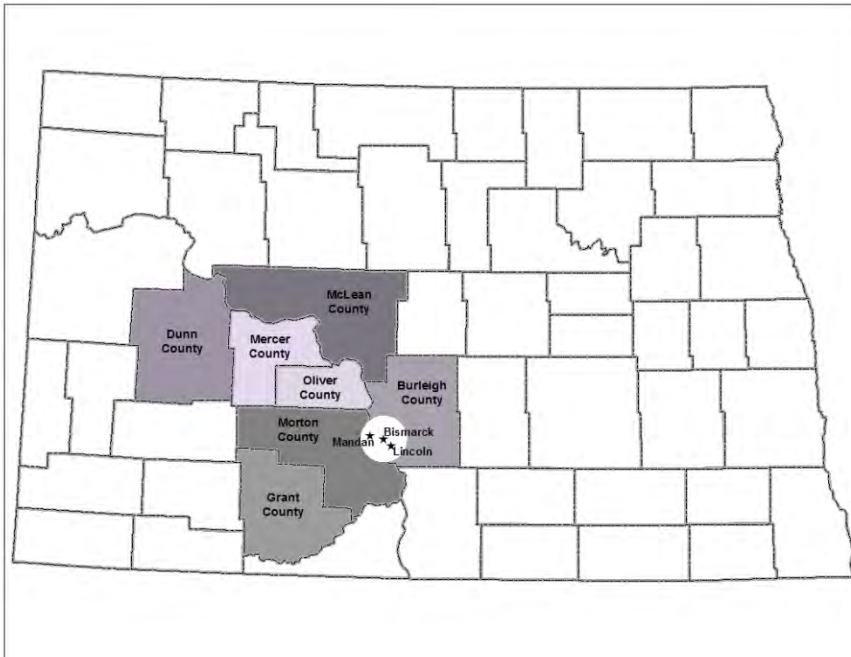 McLean
County
Dunn
County
Mercer
County
Oliver
County
Burleigh
County
Morton
County
Bismarck
Mandan
Lincoln
Grant
County